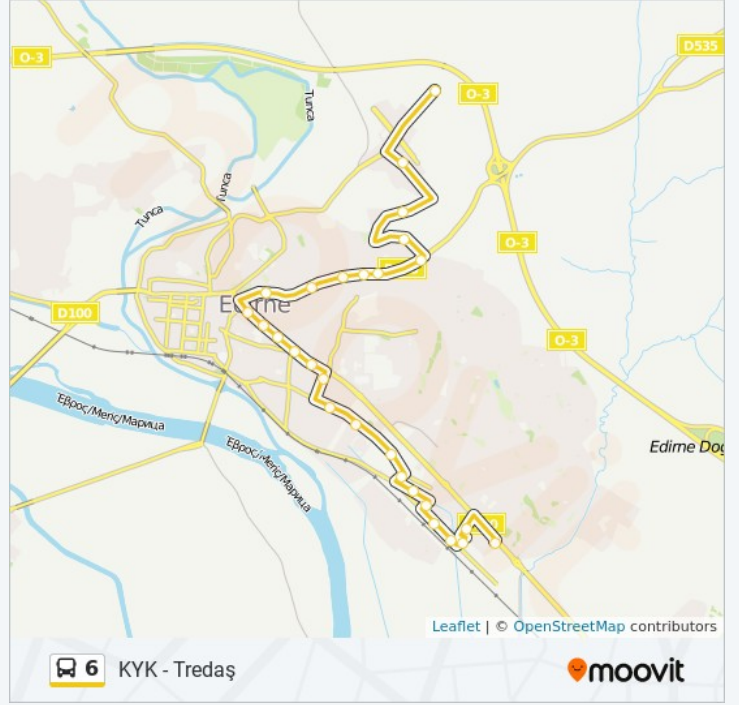 O-3
D535
O-3
Tunca
Tunca
Tunca
O-3
Edirne
D100
O-3
Έβρος/Meriç/Марица
Έβρος/Meriç/Марица
Edirne Doğ
Leaflet | © OpenStreetMap contributors
6 KYK - Tredaş
moovit